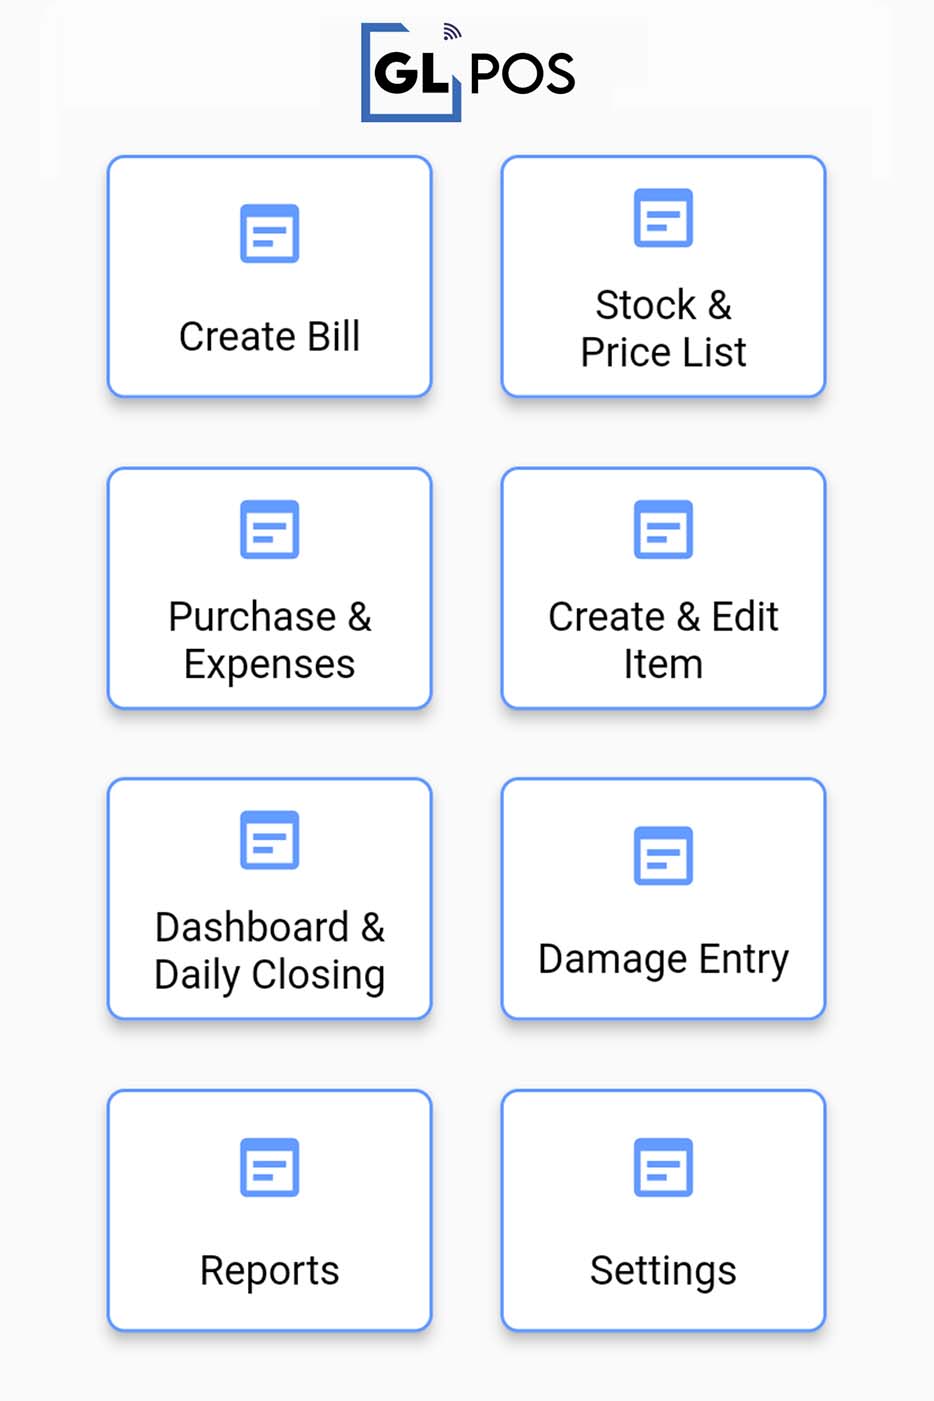 GL POS
Create Bill
Stock &
Price List
Purchase &
Expenses
Create & Edit
Item
Dashboard &
Daily Closing
Damage Entry
Reports
Settings